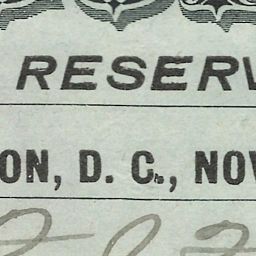 RESERV
ON, D. C., NOV